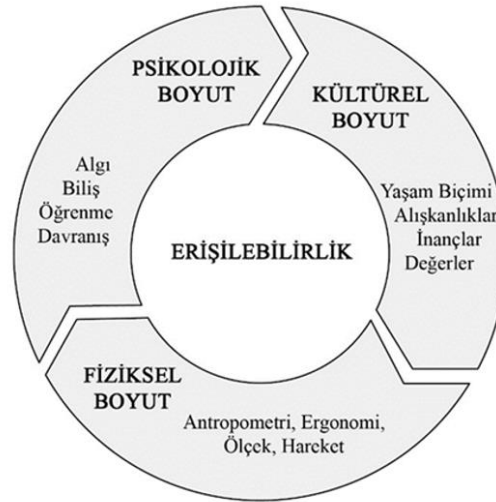 PSİKOLOJİK
BOYUT
Algı
Biliş
Öğrenme
Davranış
KÜLTÜREL
BOYUT
Yaşam Biçimi
Alışkanlıklar
İnançlar
Değerler
ERİŞİLEBİLİRLİK
FİZİKSEL
BOYUT
Antropometri, Ergonomi,
Ölçek, Hareket